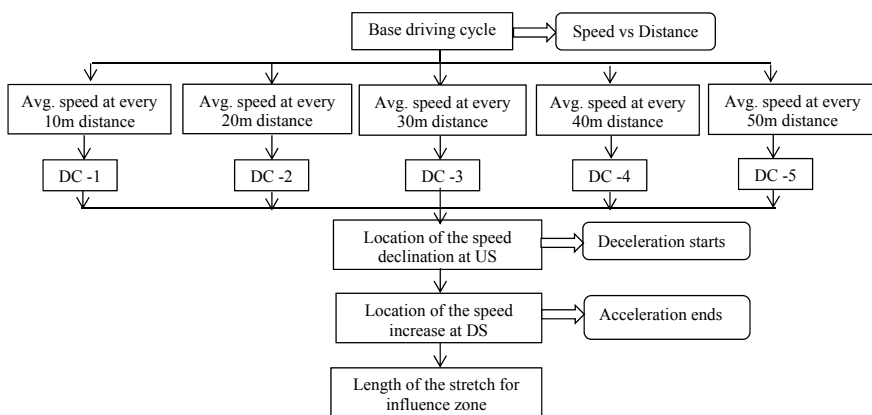 Base driving cycle
Speed vs Distance
Avg. speed at every
10m distance
Avg. speed at every
20m distance
Avg. speed at every
30m distance
Avg. speed at every
40m distance
Avg. speed at every
50m distance
DC -1
DC -2
DC -3
DC -4
DC -5
Location of the speed
declination at US
Deceleration starts
Location of the speed
increase at DS
Acceleration ends
Length of the stretch for
influence zone